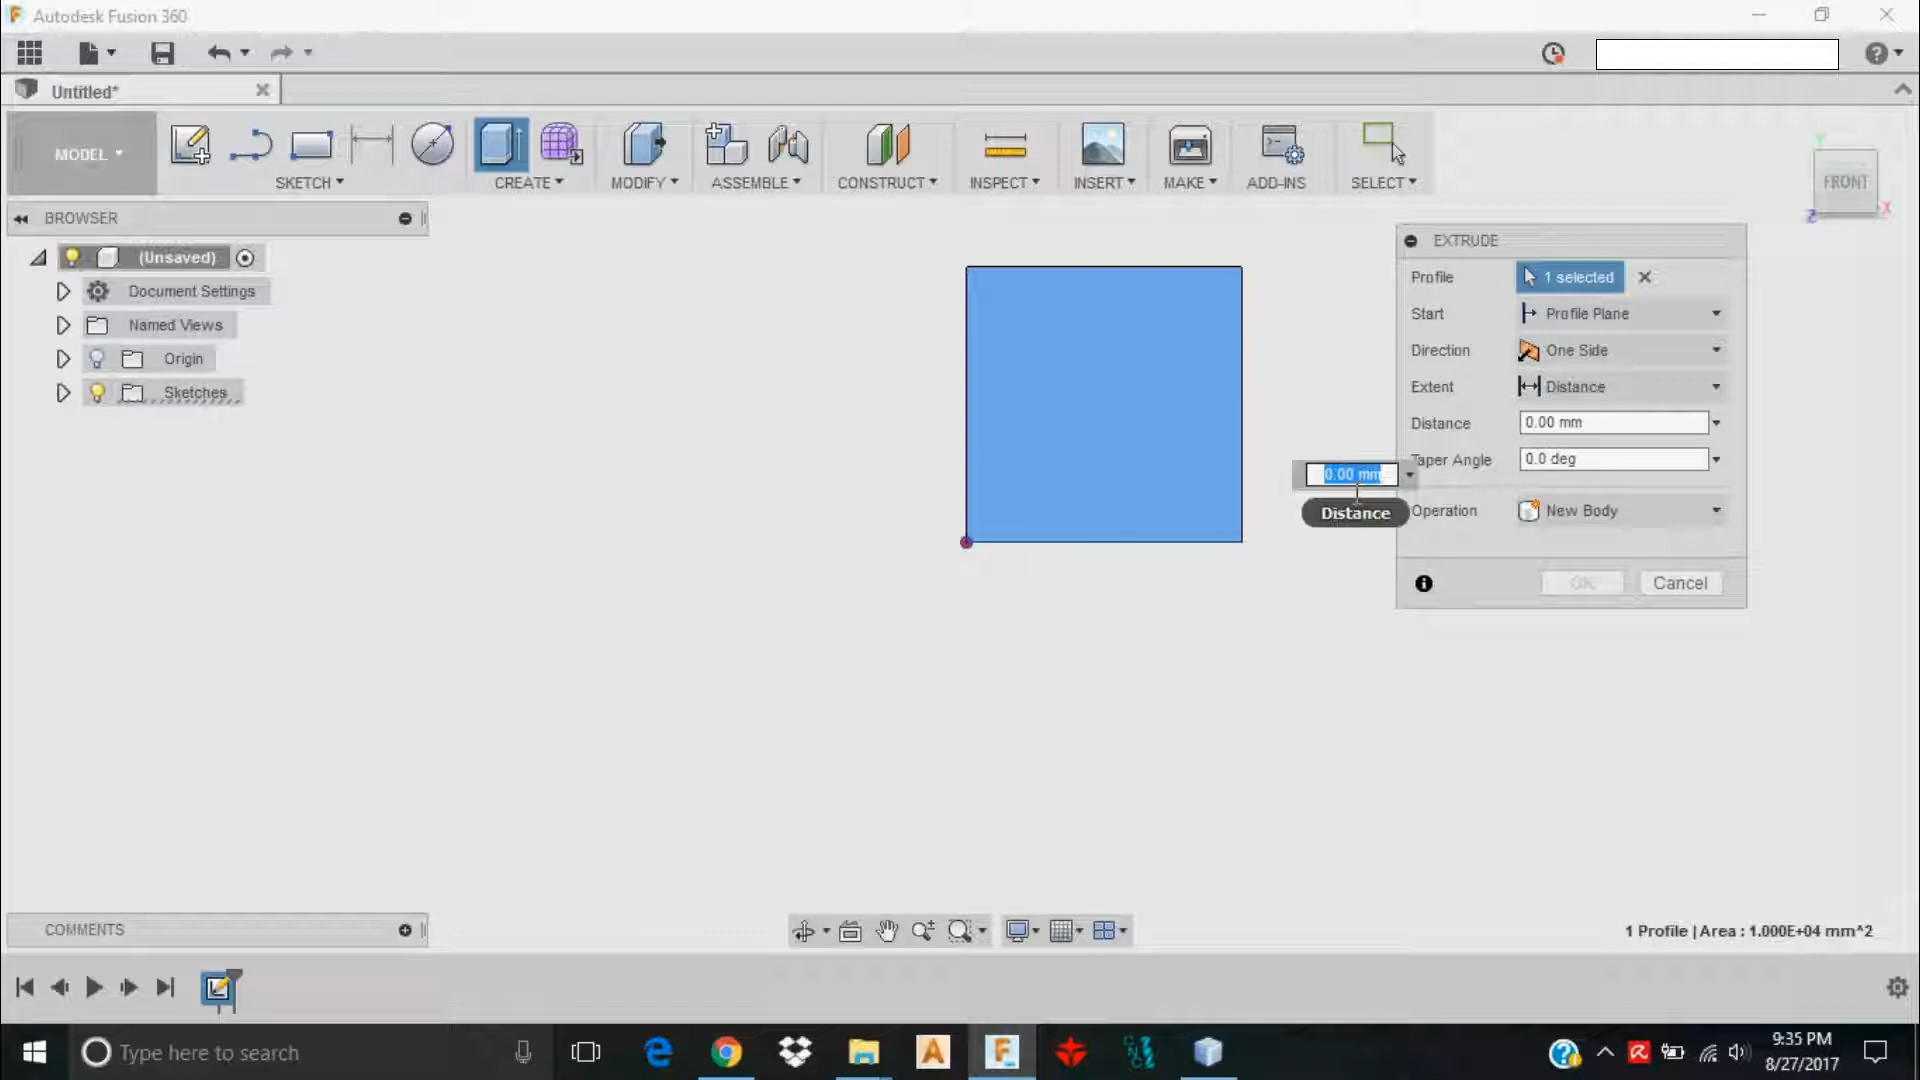 Autodesk Fusion 360
Untitled*
MODEL
SKETCH
CREATE
MODIFY
ASSEMBLE
CONSTRUCT
INSPECT
INSERT
MAKE
ADD-INS
SELECT
FRONT
Z
X
BROWSER
(Unsaved)
Document Settings
Named Views
Origin
Sketches
EXTRUDE
Profile 1 selected
Start Profile Plane
Direction One Side
Extent Distance
Distance 0.00 mm
Taper Angle 0.0 deg
0.00 mm
Distance
Operation New Body
OK Cancel
COMMENTS
1 Profile | Area : 1.000E+04 mm^2
Type here to search
9:35 PM
8/27/2017